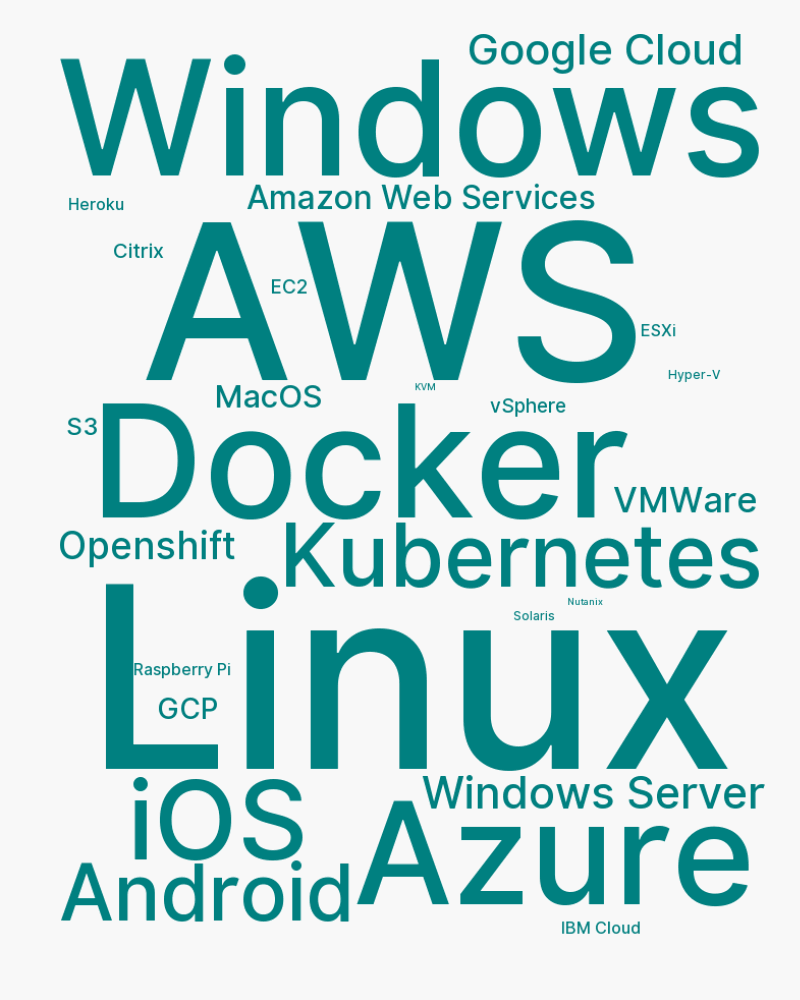 Google Cloud
Windows
Amazon Web Services
Heroku
AWS
Citrix
EC2
ESXi
Hyper-V
KVM
MacOS
vSphere
S3
Docker
VMWare
Openshift
Kubernetes
Nutanix
Solaris
Linux
Raspberry Pi
GCP
iOS
Windows Server
Azure
Android
IBM Cloud